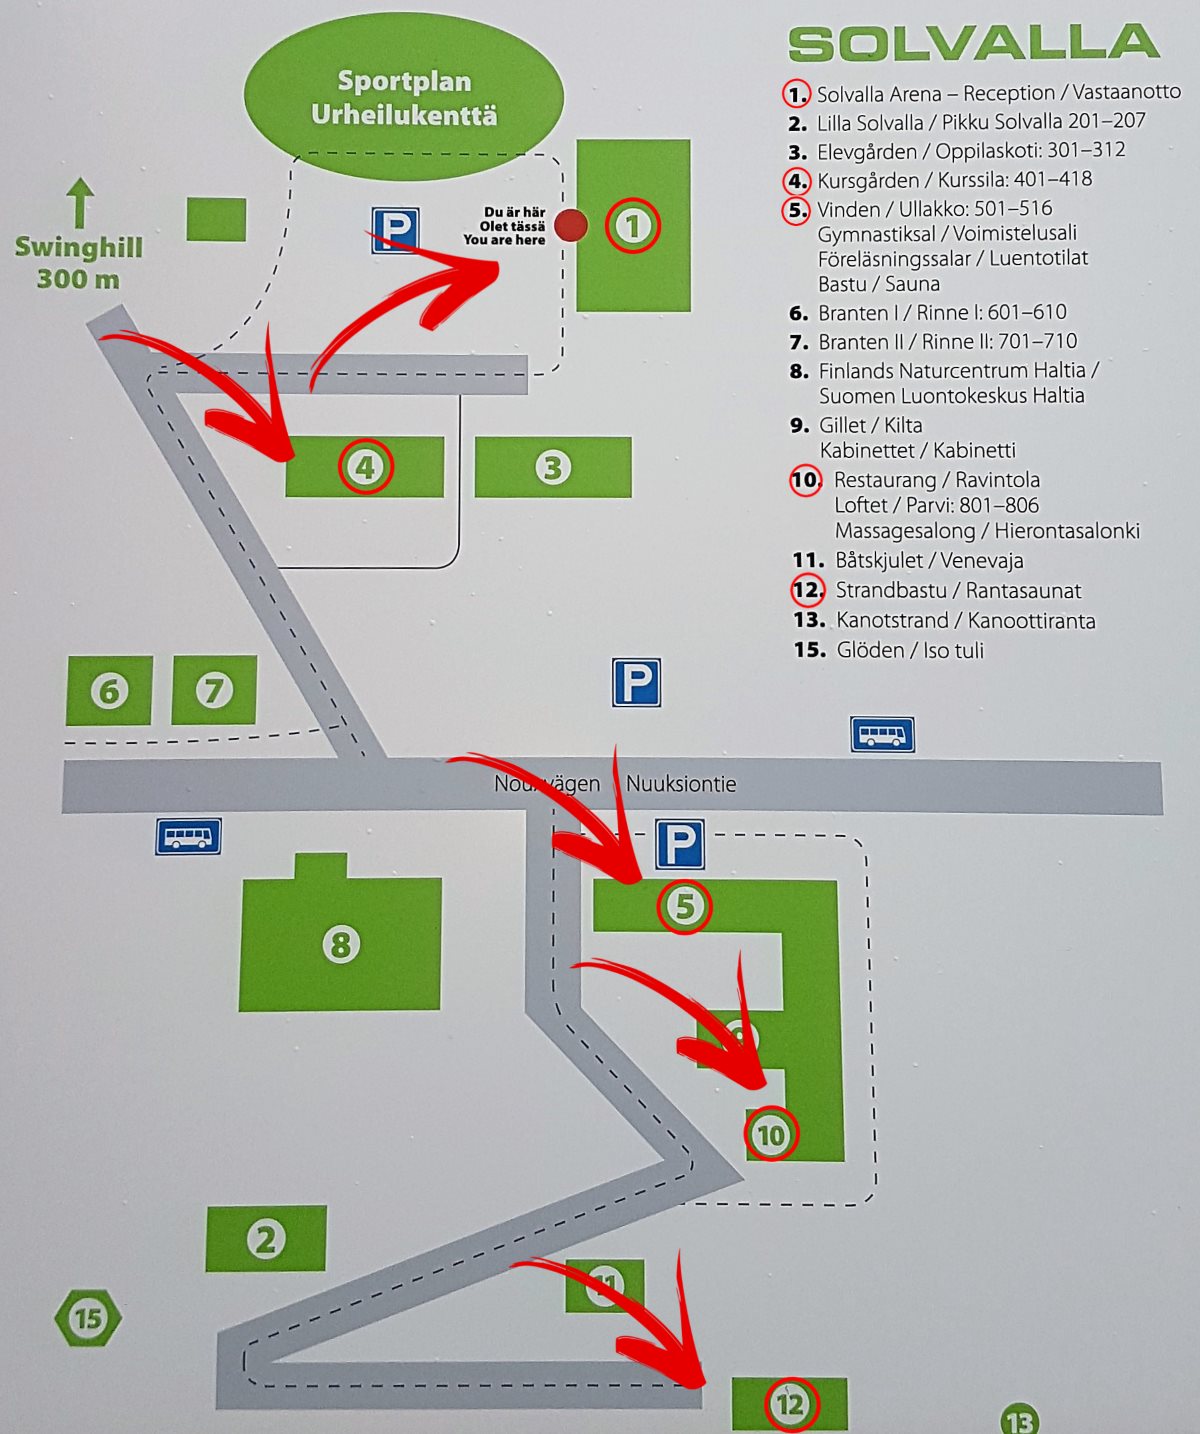 SOLVALLA
1. Solvalla Arena – Reception / Vastaanotto
2. Lilla Solvalla / Pikku Solvalla 201–207
3. Elevgården / Oppilaskoti: 301–312
4. Kursgården / Kurssila: 401–418
5. Vinden / Ullakko: 501–516
Gymnastiksal / Voimistelusali
Föreläsningssalar / Luentotilat
Bastu / Sauna
6. Branten I / Rinne I: 601–610
7. Branten II / Rinne II: 701–710
8. Finlands Naturcentrum Haltia /
Suomen Luontokeskus Haltia
9. Gillet / Kilta
Kabinettet / Kabinetti
10. Restaurang / Ravintola
Loftet / Parvi: 801–806
Massagesalong / Hierontasalonki
11. Båtskjulet / Venevaja
12. Strandbastu / Rantasaunat
13. Kanotstrand / Kanoottiranta
15. Glöden / Iso tuli
Sportplan
Urheilukenttä
Swinghill
300 m
P
Du är här
Olet tässä
You are here
1
4
3
6
7
P
Nouxvägen Nuuksiontie
P
5
8
9
10
2
11
15
12
13